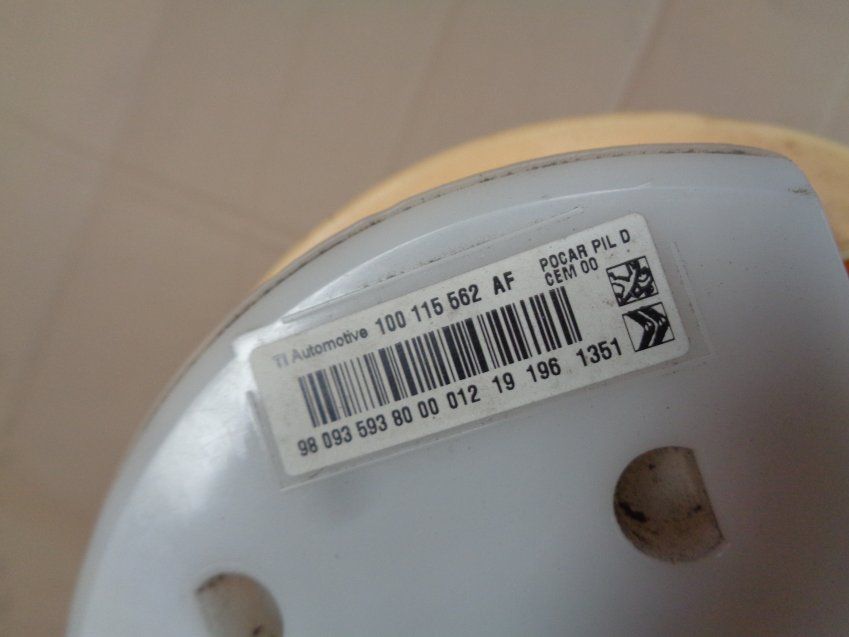 TI Automotive 100 115 562 AF
POCAR PIL D
CEM 00
98 093 593 80 00 012 19 196 1351